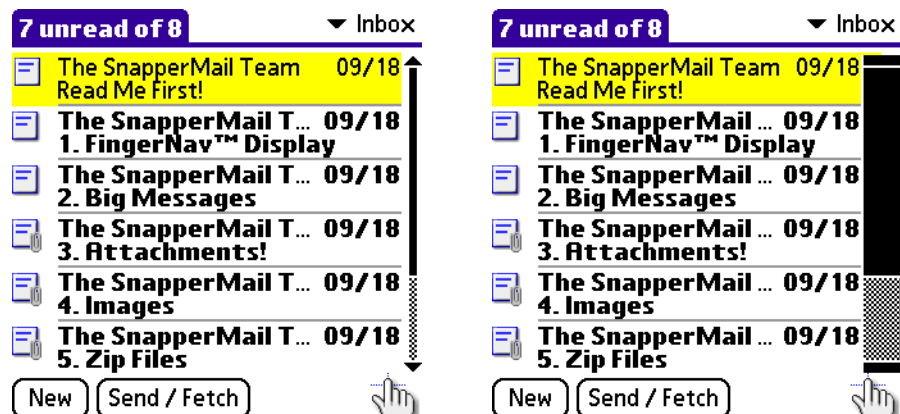 7 unread of 8
Inbox
The SnapperMail Team 09/18
Read Me First!
The SnapperMail T... 09/18
1. FingerNav™ Display
The SnapperMail T... 09/18
2. Big Messages
The SnapperMail T... 09/18
3. Attachments!
The SnapperMail T... 09/18
4. Images
The SnapperMail T... 09/18
5. Zip Files
New Send / Fetch
7 unread of 8
Inbox
The SnapperMail Team 09/18
Read Me First!
The SnapperMail ... 09/18
1. FingerNav™ Display
The SnapperMail ... 09/18
2. Big Messages
The SnapperMail ... 09/18
3. Attachments!
The SnapperMail ... 09/18
4. Images
The SnapperMail ... 09/18
5. Zip Files
New Send / Fetch